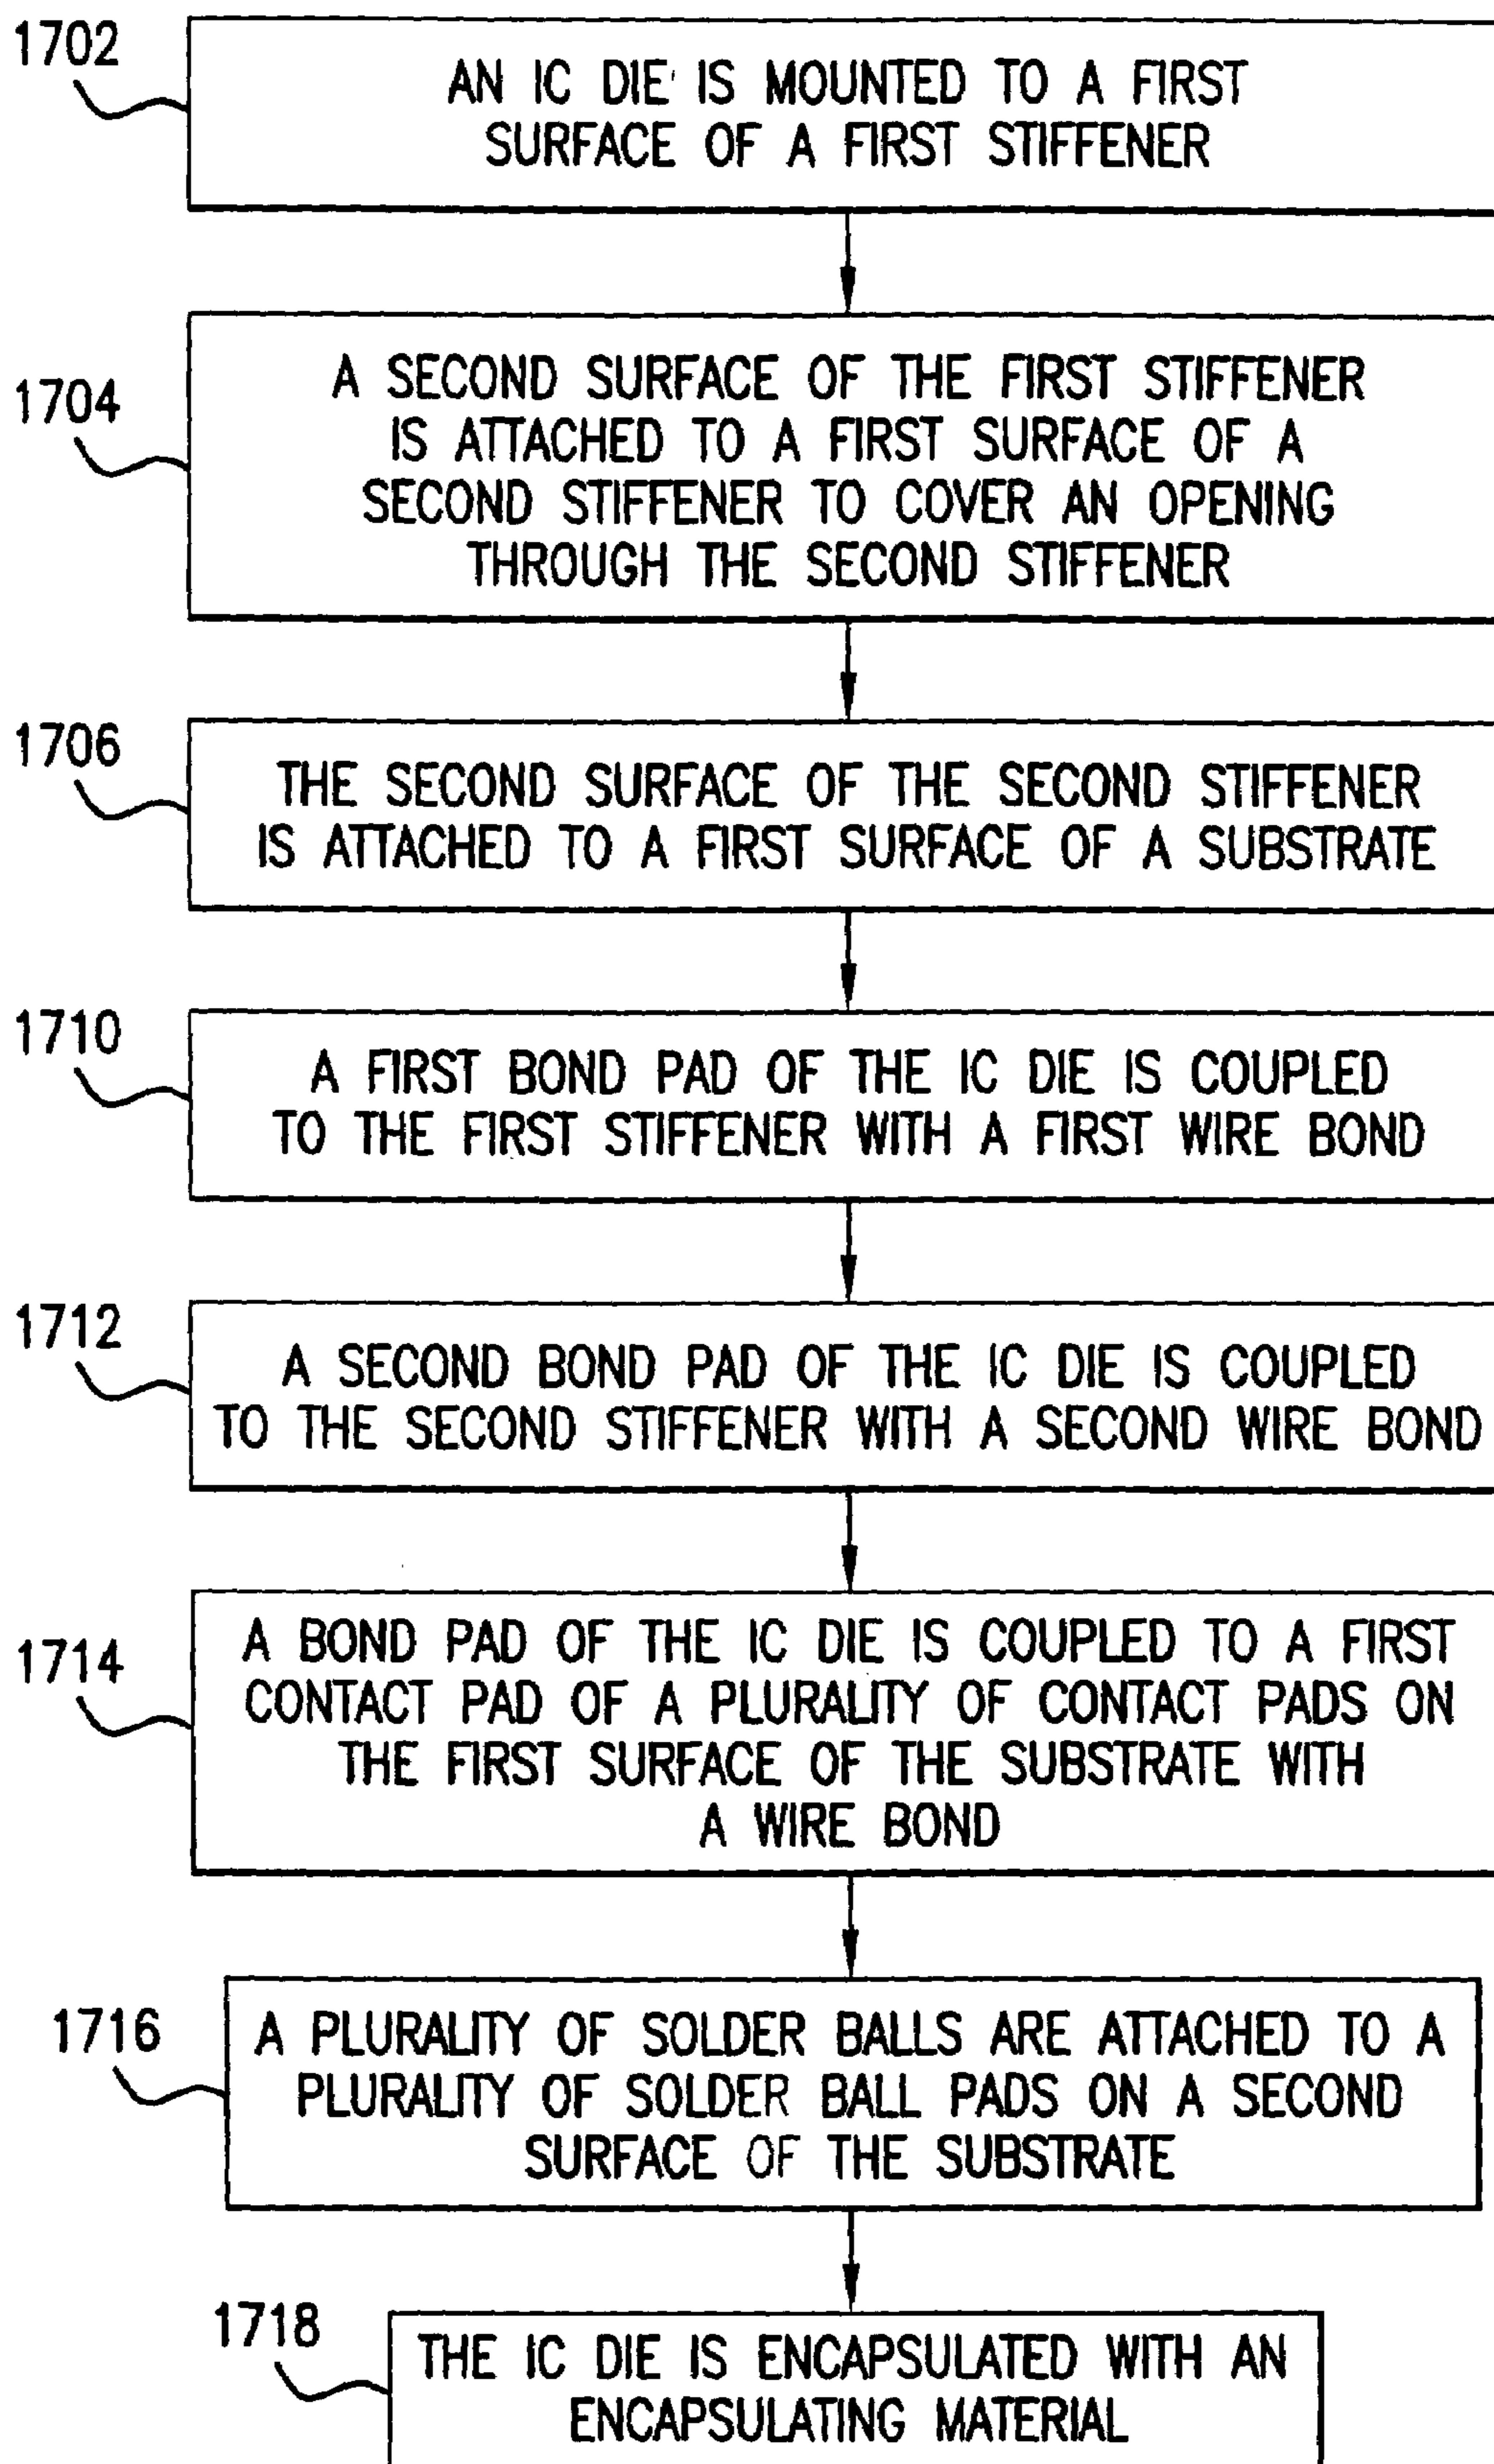 1702
AN IC DIE IS MOUNTED TO A FIRST
SURFACE OF A FIRST STIFFENER
1704
A SECOND SURFACE OF THE FIRST STIFFENER
IS ATTACHED TO A FIRST SURFACE OF A
SECOND STIFFENER TO COVER AN OPENING
THROUGH THE SECOND STIFFENER
1706
THE SECOND SURFACE OF THE SECOND STIFFENER
IS ATTACHED TO A FIRST SURFACE OF A SUBSTRATE
1710
A FIRST BOND PAD OF THE IC DIE IS COUPLED
TO THE FIRST STIFFENER WITH A FIRST WIRE BOND
1712
A SECOND BOND PAD OF THE IC DIE IS COUPLED
TO THE SECOND STIFFENER WITH A SECOND WIRE BOND
1714
A BOND PAD OF THE IC DIE IS COUPLED TO A FIRST
CONTACT PAD OF A PLURALITY OF CONTACT PADS ON
THE FIRST SURFACE OF THE SUBSTRATE WITH
A WIRE BOND
1716
A PLURALITY OF SOLDER BALLS ARE ATTACHED TO A
PLURALITY OF SOLDER BALL PADS ON A SECOND
SURFACE OF THE SUBSTRATE
1718
THE IC DIE IS ENCAPSULATED WITH AN
ENCAPSULATING MATERIAL